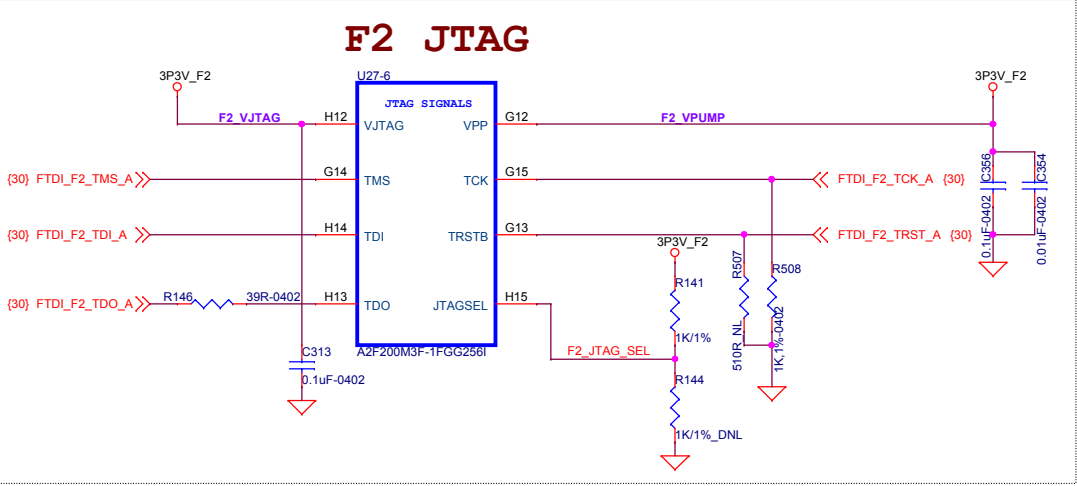 F2 JTAG
3P3V_F2
U27-6
3P3V_F2
JTAG SIGNALS
F2_VJTAG
H12
VJTAG
VPP
G12
F2_VPUMP
{30} FTDI_F2_TMS_A
G14
TMS
TCK
G15
FTDI_F2_TCK_A {30}
C356
0.1uF-0402
C354
0.01uF-0402
{30} FTDI_F2_TDI_A
H14
TDI
TRSTB
G13
FTDI_F2_TRST_A {30}
3P3V_F2
R507
510R_NL
R508
1K,1%-0402
R141
1K/1%
{30} FTDI_F2_TDO_A
R146
39R-0402
H13
TDO
JTAGSEL
H15
F2_JTAG_SEL
A2F200M3F-1FGG256I
C313
0.1uF-0402
R144
1K/1%_DNL